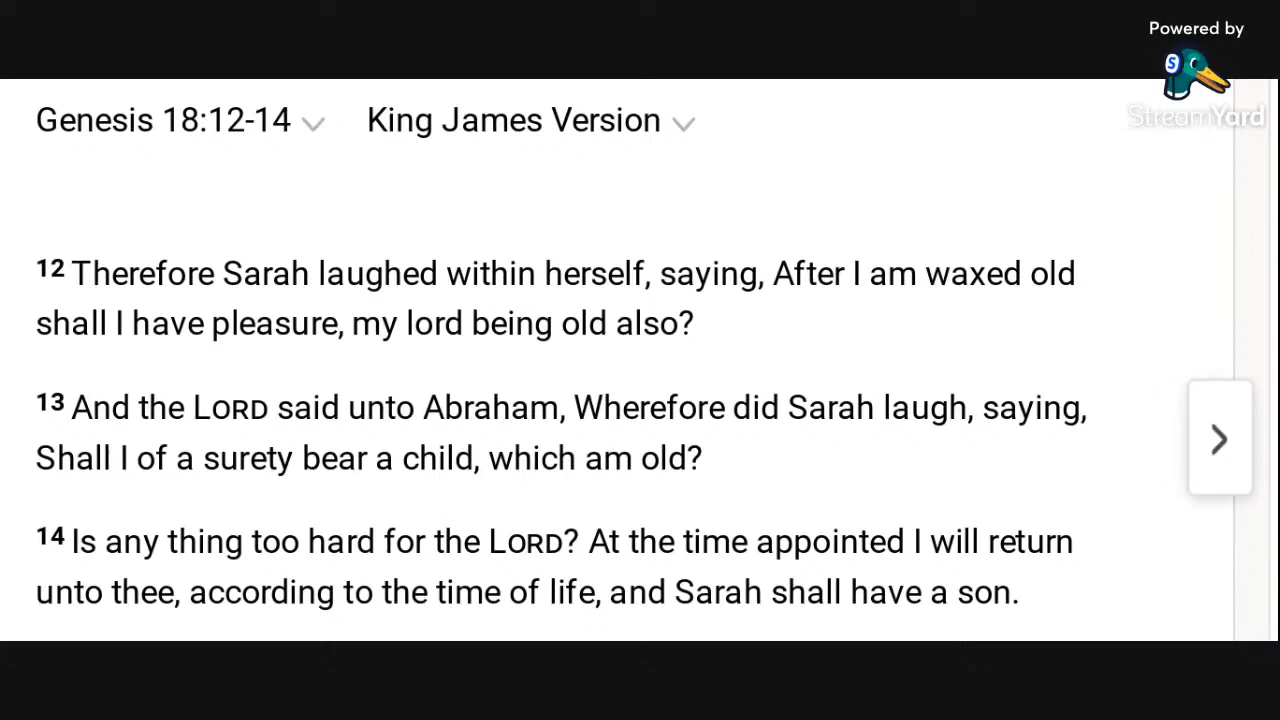 Powered by
S
StreamYard
Genesis 18:12-14 King James Version
12 Therefore Sarah laughed within herself, saying, After I am waxed old
shall I have pleasure, my lord being old also?
13 And the LORD said unto Abraham, Wherefore did Sarah laugh, saying,
Shall I of a surety bear a child, which am old?
14 Is any thing too hard for the LORD? At the time appointed I will return
unto thee, according to the time of life, and Sarah shall have a son.